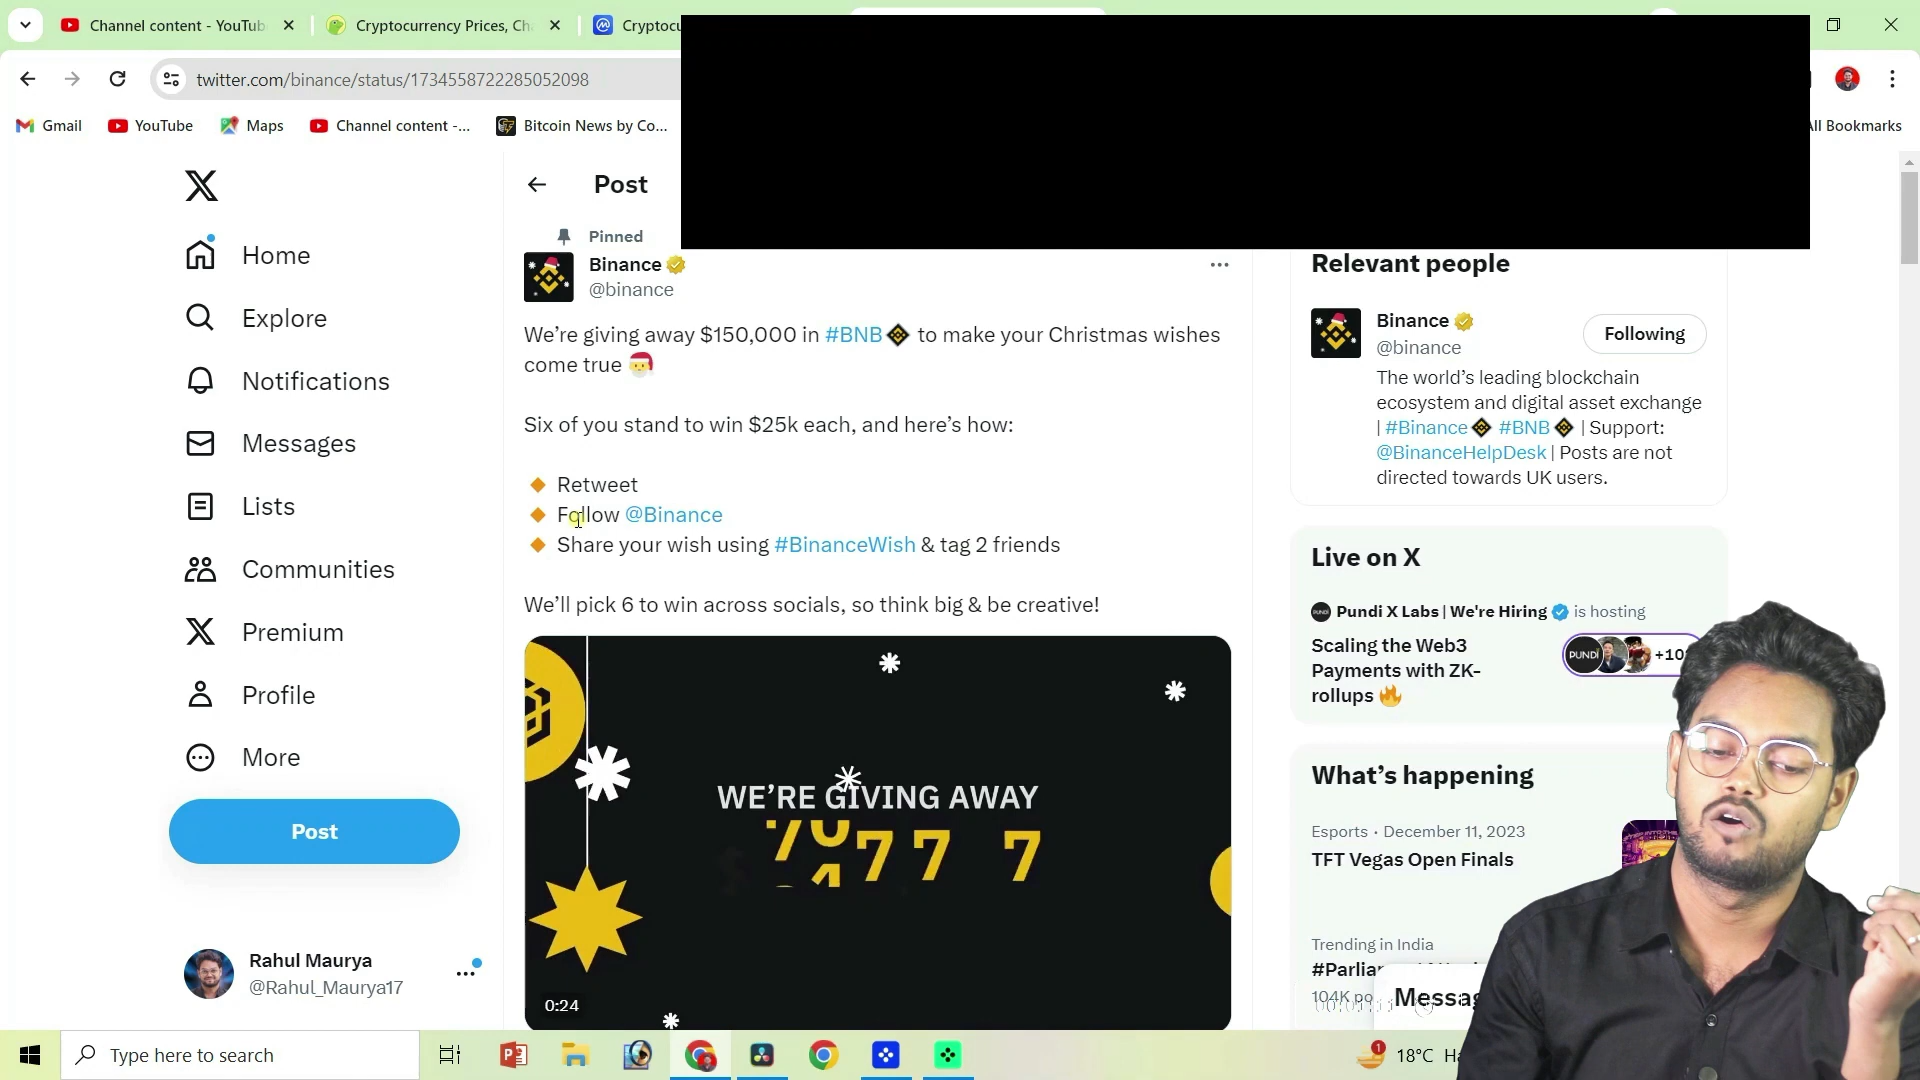 Channel content - YouTub
Cryptocurrency Prices, Ch
Cryptocu
twitter.com/binance/status/1734558722285052098
Gmail
YouTube
Maps
Channel content -...
Bitcoin News by Co...
All Bookmarks
Post
Pinned
Binance
@binance
We’re giving away $150,000 in #BNB to make your Christmas wishes
come true
Six of you stand to win $25k each, and here’s how:
Retweet
Follow @Binance
Share your wish using #BinanceWish & tag 2 friends
We’ll pick 6 to win across socials, so think big & be creative!
WE’RE GIVING AWAY
0:24
Home
Explore
Notifications
Messages
Lists
Communities
Premium
Profile
More
Post
Rahul Maurya
@Rahul_Maurya17
Relevant people
Binance
@binance
Following
The world’s leading blockchain
ecosystem and digital asset exchange
| #Binance #BNB | Support:
@BinanceHelpDesk | Posts are not
directed towards UK users.
Live on X
PUNDI
Pundi X Labs | We're Hiring is hosting
Scaling the Web3
Payments with ZK-
rollups
PUNDI
What’s happening
Esports · December 11, 2023
TFT Vegas Open Finals
Trending in India
104K
Type here to search
1
18°C